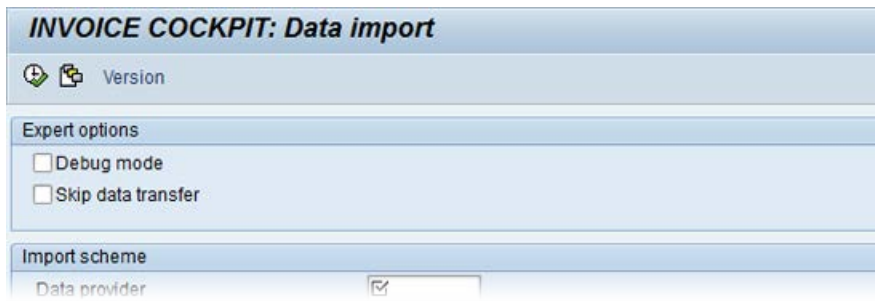 INVOICE COCKPIT: Data import
Version
Expert options
Debug mode
Skip data transfer
Import scheme
Data provider